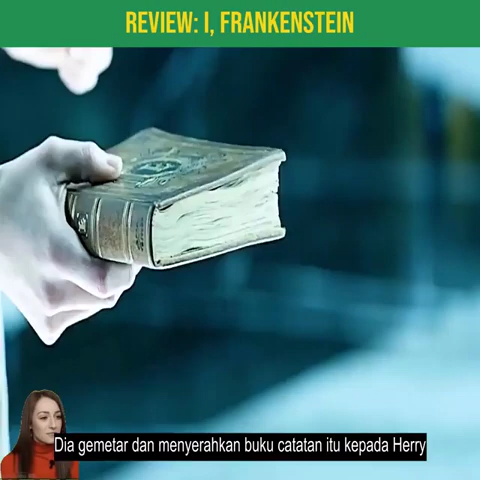 REVIEW: I, FRANKENSTEIN
Dia gemetar dan menyerahkan buku catatan itu kepada Herry